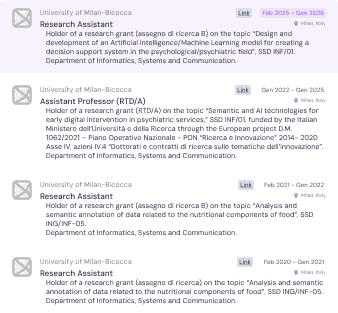 University of Milan-Bicocca Link Feb 2025 – Gen 2026
Research Assistant Milan, Italy
Holder of a research grant (assegno di ricerca B) on the topic “Design and
development of an Artificial Intelligence/Machine Learning model for creating a
decision support system in the psychological/psychiatric field”, SSD INF/01.
Department of Informatics, Systems and Communication.
University of Milan-Bicocca Link Gen 2022 – Gen 2025
Assistant Professor (RTD/A) Milan, Italy
Holder of a research grant (RTD/A) on the topic “Semantic and AI technologies for
early digital intervention in psychiatric services,” SSD INF/01, funded by the Italian
Ministero dell’Università e della Ricerca through the European project D.M.
1062/2021 – Piano Operativo Nazionale - PON “Ricerca e Innovazione” 2014- 2020
Asse IV, azioni IV.4 “Dottorati e contratti di ricerca sulle tematiche dell’innovazione”.
Department of Informatics, Systems and Communication.
University of Milan-Bicocca Link Feb 2021 – Gen 2022
Research Assistant Milan, Italy
Holder of a research grant (assegno di ricerca B) on the topic “Analysis and
semantic annotation of data related to the nutritional components of food”, SSD
ING/INF-05.
Department of Informatics, Systems and Communication.
University of Milan-Bicocca Link Feb 2020 – Gen 2021
Research Assistant Milan, Italy
Holder of a research grant (assegno di ricerca) on the topic “Analysis and semantic
annotation of data related to the nutritional components of food”, SSD ING/INF-05.
Department of Informatics, Systems and Communication.